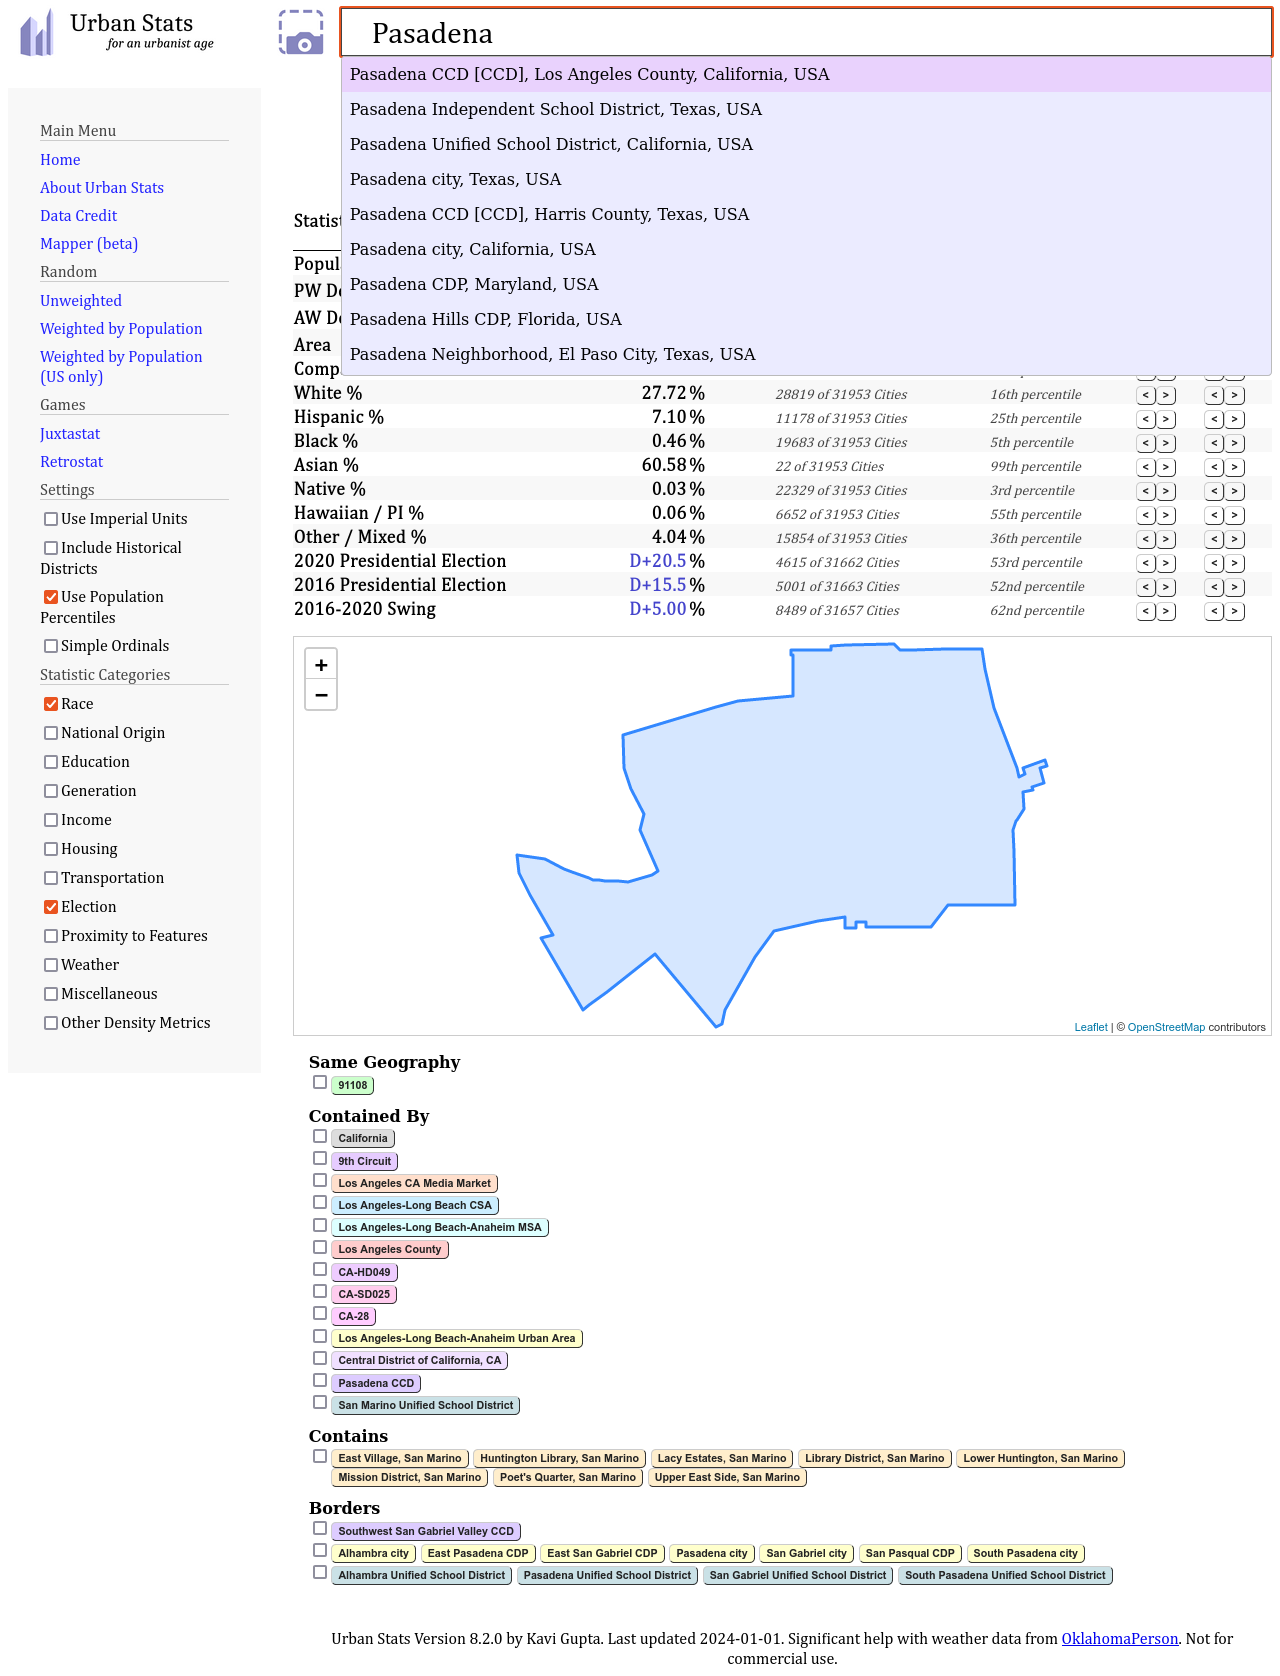 Urban Stats
for an urbanist age
Pasadena
Pasadena CCD [CCD], Los Angeles County, California, USA
Pasadena Independent School District, Texas, USA
Pasadena Unified School District, California, USA
Pasadena city, Texas, USA
Pasadena CCD [CCD], Harris County, Texas, USA
Pasadena city, California, USA
Pasadena CDP, Maryland, USA
Pasadena Hills CDP, Florida, USA
Pasadena Neighborhood, El Paso City, Texas, USA
Main Menu
Home
About Urban Stats
Data Credit
Mapper (beta)
Random
Unweighted
Weighted by Population
Weighted by Population
(US only)
Games
Juxtastat
Retrostat
Settings
Use Imperial Units
Include Historical
Districts
Use Population
Percentiles
Simple Ordinals
Statistic Categories
Race
National Origin
Education
Generation
Income
Housing
Transportation
Election
Proximity to Features
Weather
Miscellaneous
Other Density Metrics
Statist
Popul
PW D
AW D
Area
Comp
White % 27.72% 28819 of 31953 Cities 16th percentile < > < >
Hispanic % 7.10% 11178 of 31953 Cities 25th percentile < > < >
Black % 0.46% 19683 of 31953 Cities 5th percentile < > < >
Asian % 60.58% 22 of 31953 Cities 99th percentile < > < >
Native % 0.03% 22329 of 31953 Cities 3rd percentile < > < >
Hawaiian / PI % 0.06% 6652 of 31953 Cities 55th percentile < > < >
Other / Mixed % 4.04% 15854 of 31953 Cities 36th percentile < > < >
2020 Presidential Election D+20.5% 4615 of 31662 Cities 53rd percentile < > < >
2016 Presidential Election D+15.5% 5001 of 31663 Cities 52nd percentile < > < >
2016-2020 Swing D+5.00% 8489 of 31657 Cities 62nd percentile < > < >
+
−
Leaflet | © OpenStreetMap contributors
Same Geography
91108
Contained By
California
9th Circuit
Los Angeles CA Media Market
Los Angeles-Long Beach CSA
Los Angeles-Long Beach-Anaheim MSA
Los Angeles County
CA-HD049
CA-SD025
CA-28
Los Angeles-Long Beach-Anaheim Urban Area
Central District of California, CA
Pasadena CCD
San Marino Unified School District
Contains
East Village, San Marino Huntington Library, San Marino Lacy Estates, San Marino Library District, San Marino Lower Huntington, San Marino
Mission District, San Marino Poet's Quarter, San Marino Upper East Side, San Marino
Borders
Southwest San Gabriel Valley CCD
Alhambra city East Pasadena CDP East San Gabriel CDP Pasadena city San Gabriel city San Pasqual CDP South Pasadena city
Alhambra Unified School District Pasadena Unified School District San Gabriel Unified School District South Pasadena Unified School District
Urban Stats Version 8.2.0 by Kavi Gupta. Last updated 2024-01-01. Significant help with weather data from OklahomaPerson. Not for
commercial use.